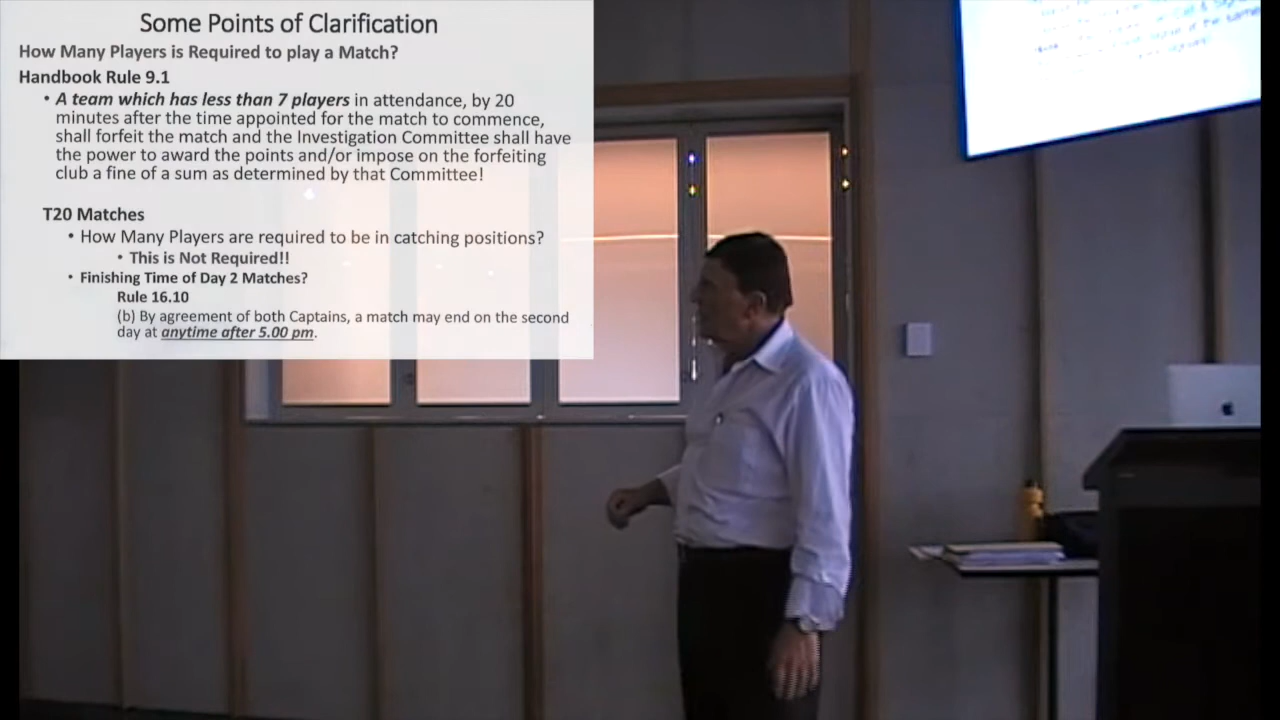 Some Points of Clarification
How Many Players is Required to play a Match?
Handbook Rule 9.1
• A team which has less than 7 players in attendance, by 20
minutes after the time appointed for the match to commence,
shall forfeit the match and the Investigation Committee shall have
the power to award the points and/or impose on the forfeiting
club a fine of a sum as determined by that Committee!
T20 Matches
• How Many Players are required to be in catching positions?
• This is Not Required!!
• Finishing Time of Day 2 Matches?
Rule 16.10
(b) By agreement of both Captains, a match may end on the second
day at anytime after 5.00 pm.